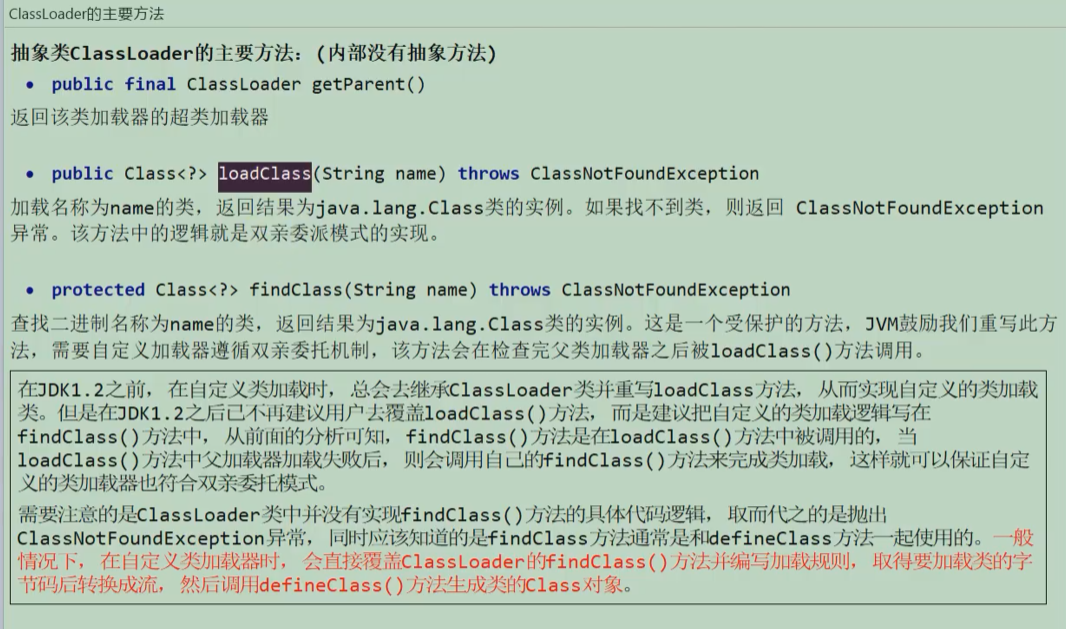 ClassLoader的主要方法
抽象类ClassLoader的主要方法：(内部没有抽象方法)
• public final ClassLoader getParent()
返回该类加载器的超类加载器
• public Class<?> loadClass(String name) throws ClassNotFoundException
加载名称为name的类，返回结果为java.lang.Class类的实例。如果找不到类，则返回 ClassNotFoundException
异常。该方法中的逻辑就是双亲委派模式的实现。
• protected Class<?> findClass(String name) throws ClassNotFoundException
查找二进制名称为name的类，返回结果为java.lang.Class类的实例。这是一个受保护的方法，JVM鼓励我们重写此方
法，需要自定义加载器遵循双亲委托机制，该方法会在检查完父类加载器之后被loadClass()方法调用。
在JDK1.2之前，在自定义类加载时，总会去继承ClassLoader类并重写loadClass方法，从而实现自定义的类加载
类。但是在JDK1.2之后已不再建议用户去覆盖loadClass()方法，而是建议把自定义的类加载逻辑写在
findClass()方法中，从前面的分析可知，findClass()方法是在loadClass()方法中被调用的，当
loadClass()方法中父加载器加载失败后，则会调用自己的findClass()方法来完成类加载，这样就可以保证自定
义的类加载器也符合双亲委托模式。
需要注意的是ClassLoader类中并没有实现findClass()方法的具体代码逻辑，取而代之的是抛出
ClassNotFoundException异常，同时应该知道的是findClass方法通常是和defineClass方法一起使用的。一般
情况下，在自定义类加载器时，会直接覆盖ClassLoader的findClass()方法并编写加载规则，取得要加载类的字
节码后转换成流，然后调用defineClass()方法生成类的Class对象。